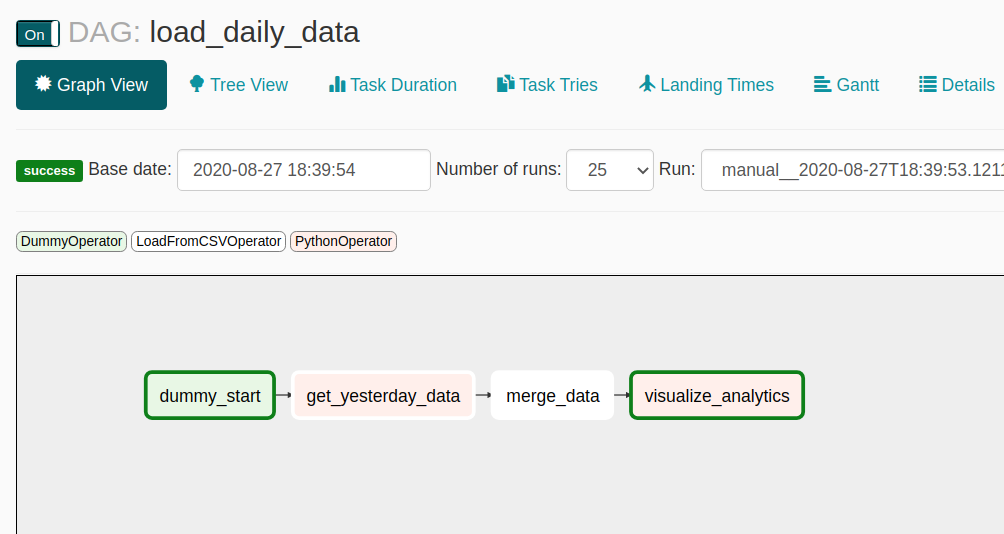 On DAG: load_daily_data
Graph View Tree View Task Duration Task Tries Landing Times Gantt Details
success Base date: 2020-08-27 18:39:54 Number of runs: 25 Run: manual__2020-08-27T18:39:53.121
DummyOperator LoadFromCSVOperator PythonOperator
dummy_start get_yesterday_data merge_data visualize_analytics